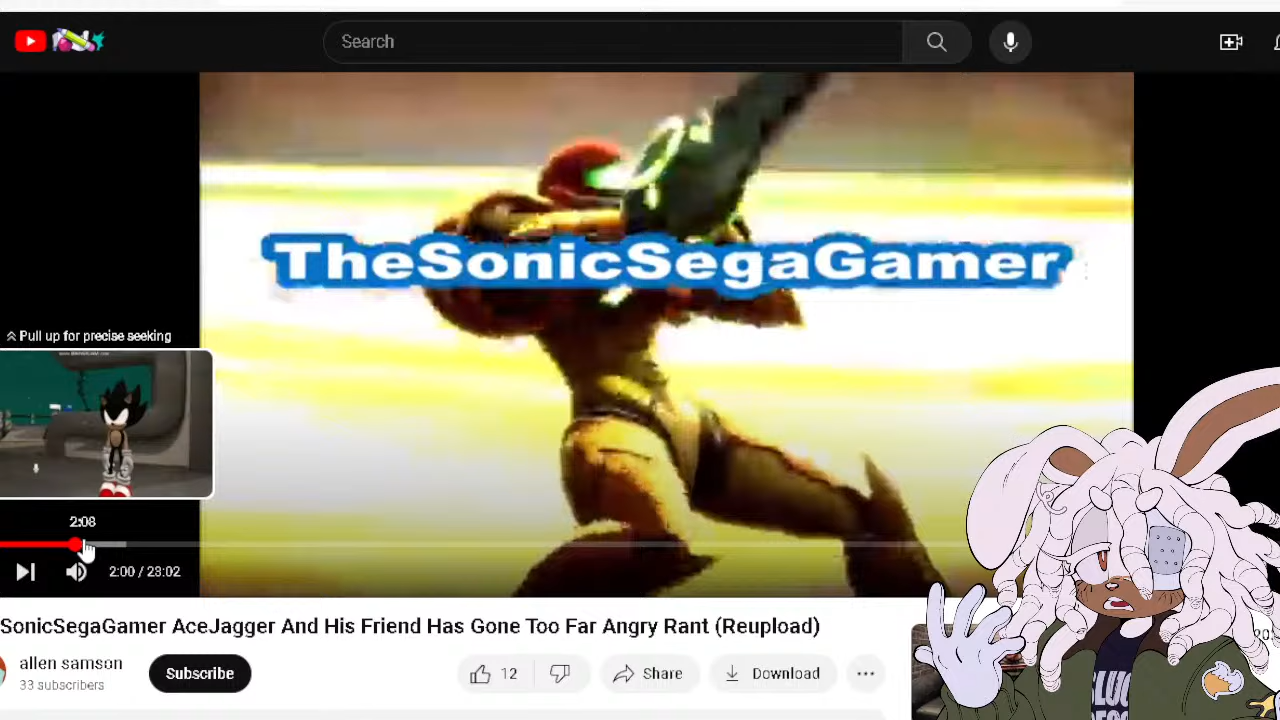 Search
TheSonicSegaGamer
Pull up for precise seeking
2:08
2:00 / 23:02
SonicSegaGamer AceJagger And His Friend Has Gone Too Far Angry Rant (Reupload)
allen samson
33 subscribers
Subscribe
12
Share
Download